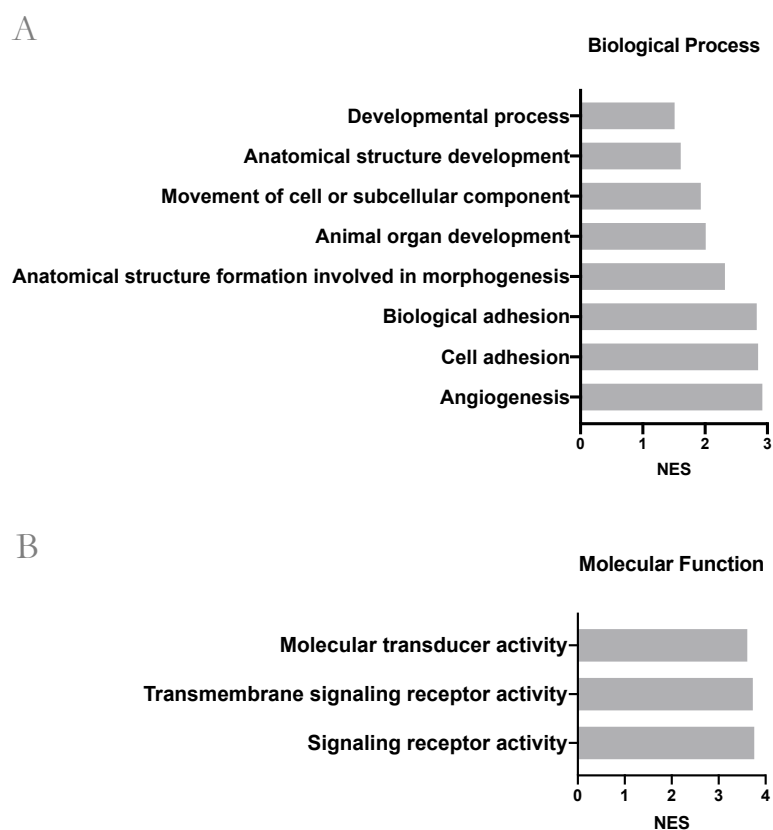 A
Biological Process
Developmental process
Anatomical structure development
Movement of cell or subcellular component
Animal organ development
Anatomical structure formation involved in morphogenesis
Biological adhesion
Cell adhesion
Angiogenesis
0 1 2 3
NES
B
Molecular Function
Molecular transducer activity
Transmembrane signaling receptor activity
Signaling receptor activity
0 1 2 3 4
NES